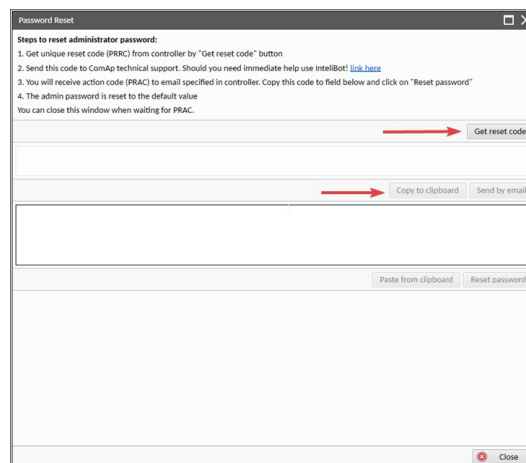 Password Reset
Steps to reset administrator password:
1. Get unique reset code (PRRC) from controller by "Get reset code" button
2. Send this code to ComAp technical support. Should you need immediate help use InteliBot! link here
3. You will receive action code (PRAC) to email specified in controller. Copy this code to field below and click on "Reset password"
4. The admin password is reset to the default value
You can close this window when waiting for PRAC.
Get reset code
Copy to clipboard Send by email
Paste from clipboard Reset password
Close